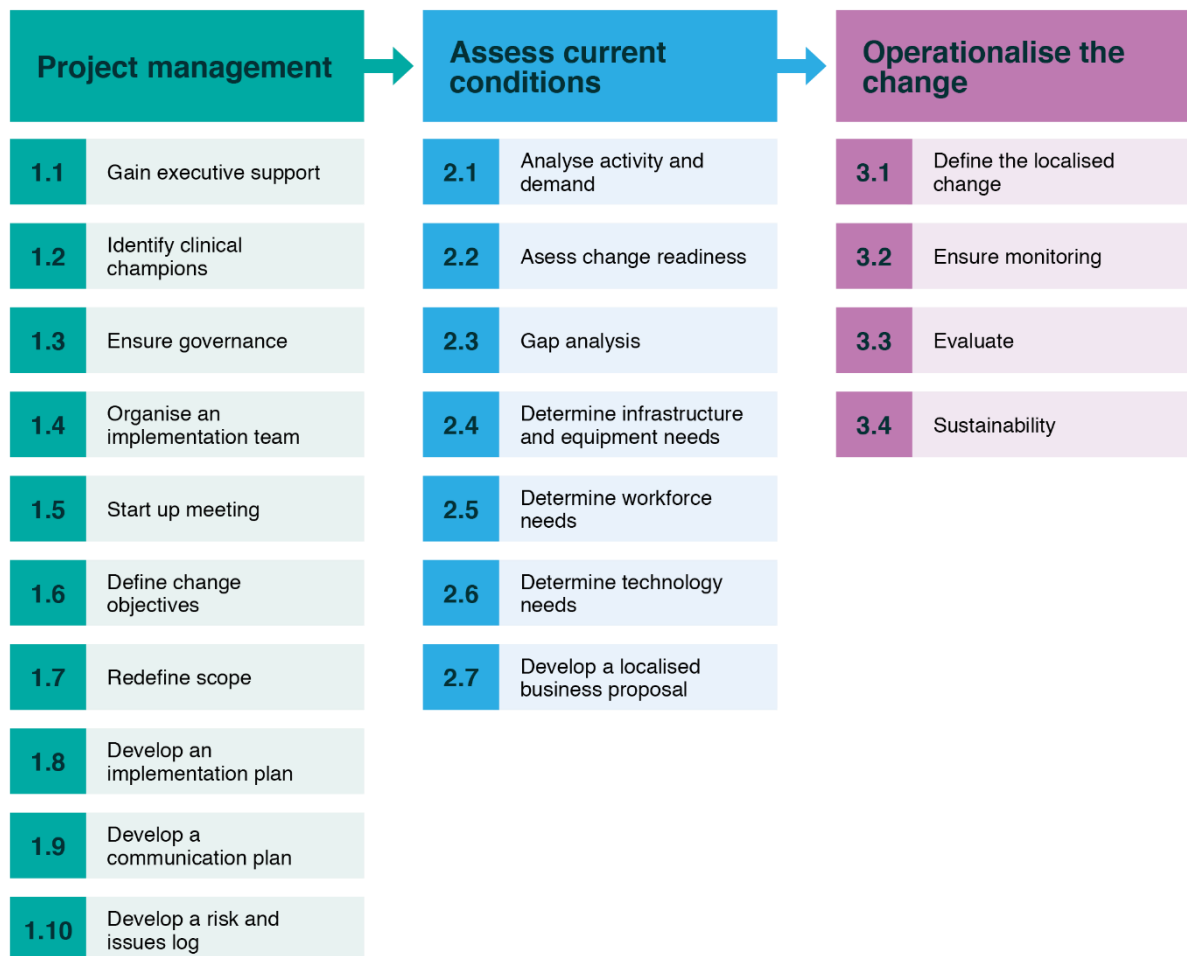 Project management
1.1
Gain executive support
1.2
Identify clinical
champions
1.3
Ensure governance
1.4
Organise an
implementation team
1.5
Start up meeting
1.6
Define change
objectives
1.7
Redefine scope
1.8
Develop an
implementation plan
1.9
Develop a
communication plan
1.10
Develop a risk and
issues log
Assess current
conditions
2.1
Analyse activity and
demand
2.2
Asess change readiness
2.3
Gap analysis
2.4
Determine infrastructure
and equipment needs
2.5
Determine workforce
needs
2.6
Determine technology
needs
2.7
Develop a localised
business proposal
Operationalise the
change
3.1
Define the localised
change
3.2
Ensure monitoring
3.3
Evaluate
3.4
Sustainability